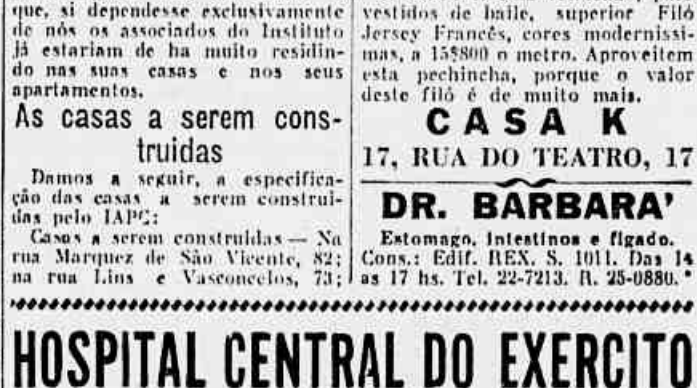 que, si dependesse exclusivamente
de nós os associados do Instituto
já estariam de ha muito residin-
do nas suas casas e nos seus
apartamentos.
As casas a serem cons-
truidas
Damos a seguir, a especifica-
ção das casas a serem construi-
das pelo IAPC:
Casas a serem construidas — Na
rua Marquez de São Vicente, 82;
na rua Lins e Vasconcelos, 73;
vestidos de baile, superior Filó
Jersey Francês, cores modernissi-
mas, a 15$800 o metro. Aproveitem
esta pechincha, porque o valor
deste filó é de muito mais.
CASA K
17, RUA DO TEATRO, 17
DR. BARBARA'
Estomago, Intestinos e figado.
Cons.: Edif. REX. S. 1011. Das 14
as 17 hs. Tel. 22-7213. R. 25-0880.
HOSPITAL CENTRAL DO EXERCITO